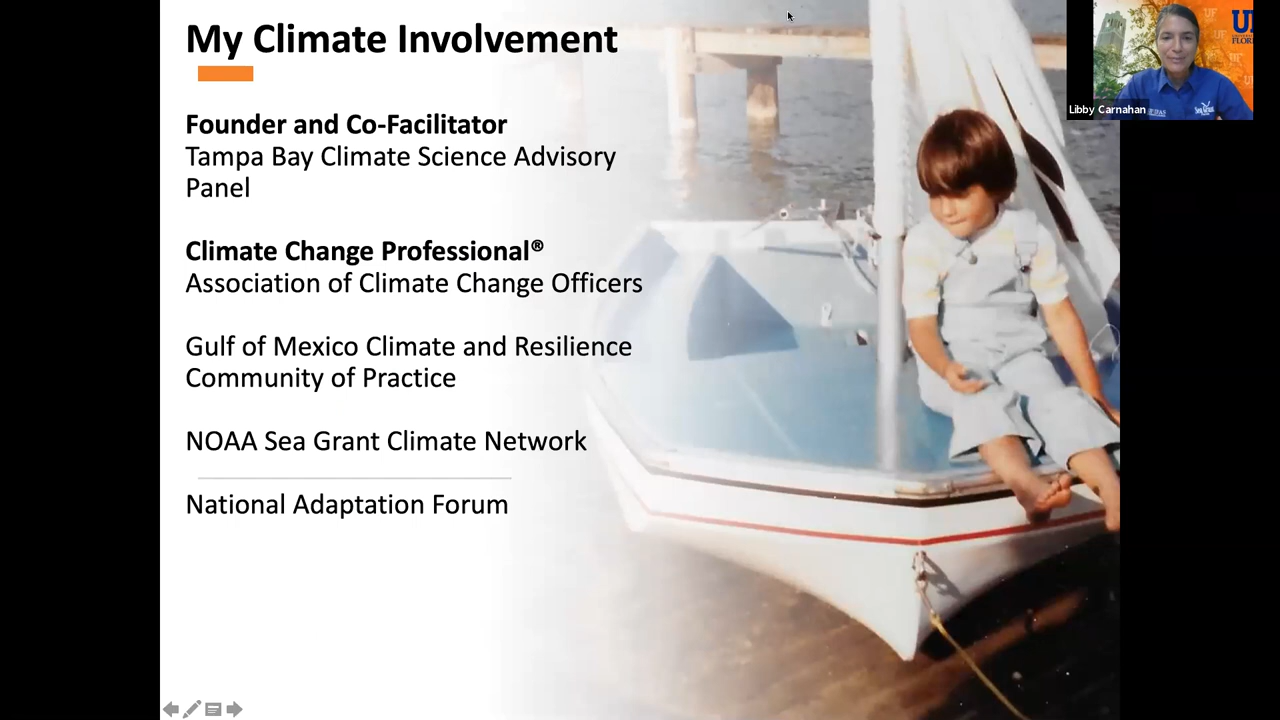 My Climate Involvement
Founder and Co-Facilitator
Tampa Bay Climate Science Advisory
Panel
Climate Change Professional®
Association of Climate Change Officers
Gulf of Mexico Climate and Resilience
Community of Practice
NOAA Sea Grant Climate Network
National Adaptation Forum
Libby Carnahan
UF